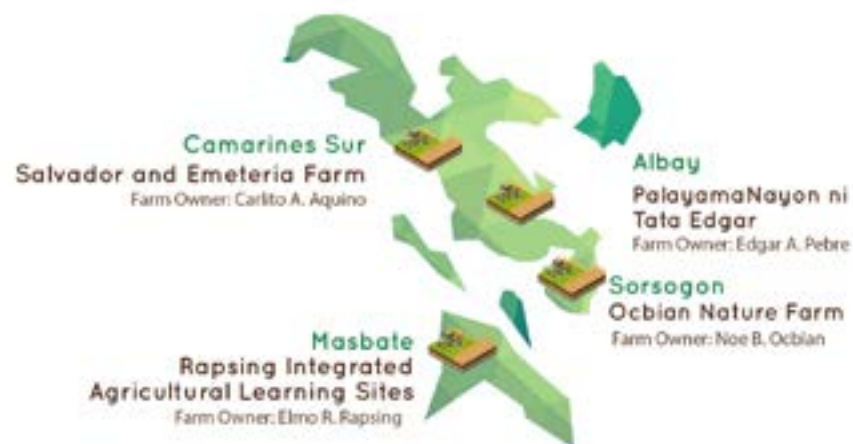 Camarines Sur
Salvador and Emeteria Farm
Farm Owner: Carlito A. Aquino
Albay
PalayamaNayon ni
Tata Edgar
Farm Owner: Edgar A. Pebre
Sorsogon
Ocbian Nature Farm
Farm Owner: Noe B. Ocbian
Masbate
Rapsing Integrated
Agricultural Learning Sites
Farm Owner: Elmo R. Rapsing